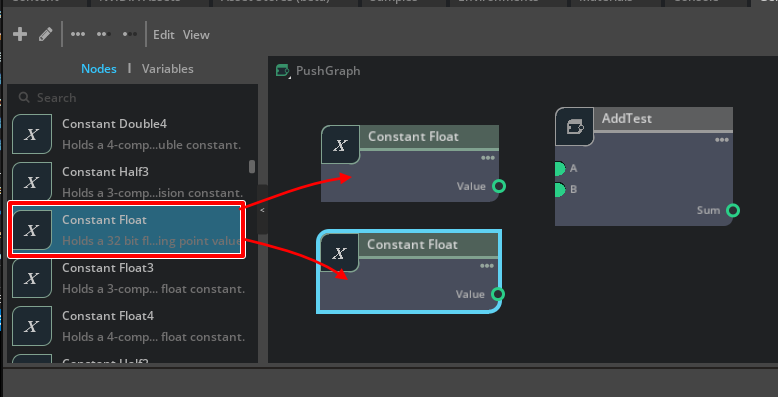 Edit View
Nodes | Variables
PushGraph
Search
Constant Double4
Holds a 4-comp...uble constant.
Constant Half3
Holds a 3-comp...ision constant.
Constant Float
Holds a 32 bit fl...ing point value
Constant Float3
Holds a 3-comp... float constant.
Constant Float4
Holds a 4-comp... float constant.
X
X
X
X
X
<
X
Constant Float
Value
X
Constant Float
Value
AddTest
A
B
Sum